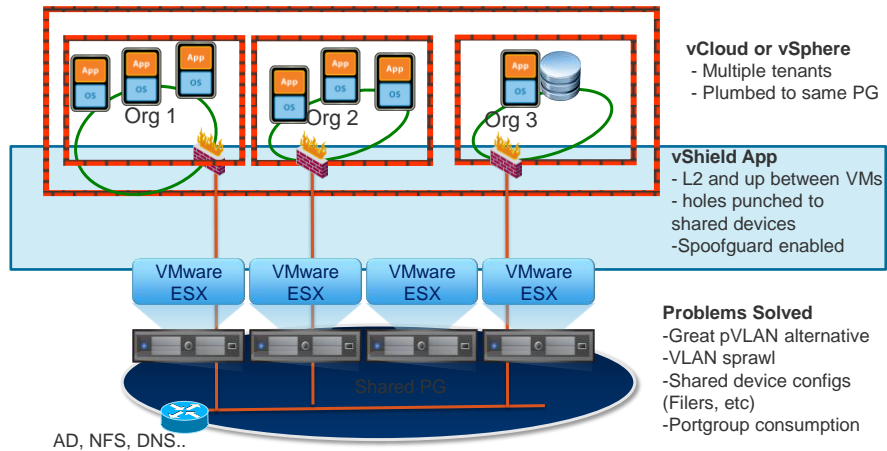 App
OS
App
OS
App
OS
Org 1
App
OS
App
OS
App
OS
Org 2
App
OS
Org 3
vCloud or vSphere
- Multiple tenants
- Plumbed to same PG
vShield App
- L2 and up between VMs
- holes punched to
shared devices
- Spoofguard enabled
VMware
ESX
VMware
ESX
VMware
ESX
VMware
ESX
Problems Solved
-Great pVLAN alternative
-VLAN sprawl
-Shared device configs
(Filers, etc)
-Portgroup consumption
Shared PG
AD, NFS, DNS..